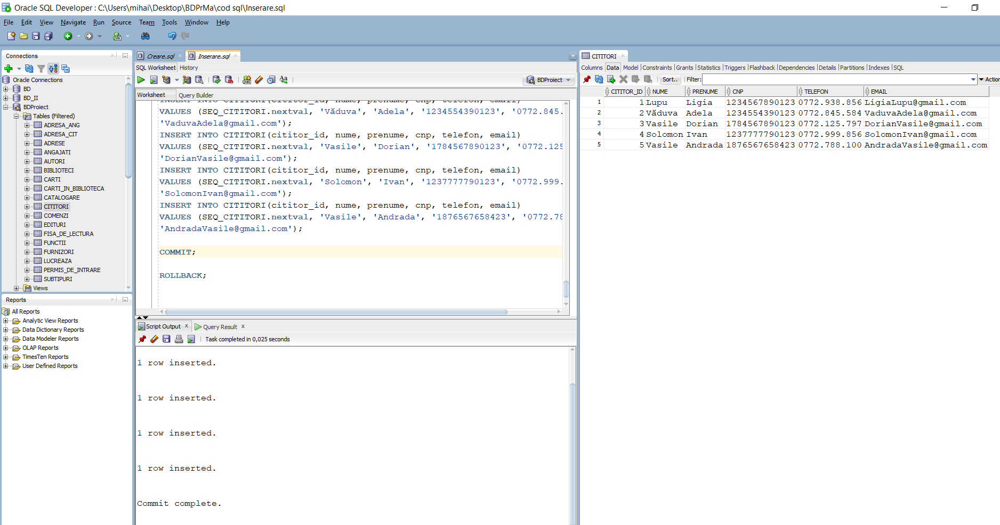 Oracle SQL Developer : C:\Users\mihai\Desktop\BDPrMa\cod sql\Inserare.sql
File Edit View Navigate Run Source Team Tools Window Help
Connections
Oracle Connections
BD
BD_II
BDProiect
Tables (Filtered)
ADRESA_ANG
ADRESA_CIT
ADRESE
ANGAJATI
AUTORI
BIBLIOTECI
CARTI
CARTI_IN_BIBLIOTECA
CATALOGARE
CITITORI
COMENZI
EDITURI
FISA_DE_LECTURA
FUNCTII
FURNIZORI
LUCREAZA
PERMIS_DE_INTRARE
SUBTIPURI
Views
Reports
All Reports
Analytic View Reports
Data Dictionary Reports
Data Modeler Reports
OLAP Reports
TimesTen Reports
User Defined Reports
Creare.sql Inserare.sql
SQL Worksheet History
BDProiect
Worksheet Query Builder
INSERT INTO CITITORI(cititor_id, nume, prenume, cnp, telefon, email)
VALUES (SEQ_CITITORI.nextval, 'Văduva', 'Adela', '1234554390123', '0772.845.
'VaduvaAdela@gmail.com');
INSERT INTO CITITORI(cititor_id, nume, prenume, cnp, telefon, email)
VALUES (SEQ_CITITORI.nextval, 'Vasile', 'Dorian', '1784567890123', '0772.125
'DorianVasile@gmail.com');
INSERT INTO CITITORI(cititor_id, nume, prenume, cnp, telefon, email)
VALUES (SEQ_CITITORI.nextval, 'Solomon', 'Ivan', '1237777790123', '0772.999.
'SolomonIvan@gmail.com');
INSERT INTO CITITORI(cititor_id, nume, prenume, cnp, telefon, email)
VALUES (SEQ_CITITORI.nextval, 'Vasile', 'Andrada', '1876567658423', '0772.78
'AndradaVasile@gmail.com');
COMMIT;
ROLLBACK;
Script Output Query Result
Task completed in 0,025 seconds
1 row inserted.
1 row inserted.
1 row inserted.
1 row inserted.
Commit complete.
CITITORI
Columns Data Model Constraints Grants Statistics Triggers Flashback Dependencies Details Partitions Indexes SQL
Sort.. Filter: Action
CITITOR_ID NUME PRENUME CNP TELEFON EMAIL
1 1 Lupu Ligia 1234567890123 0772.938.856 LigiaLupu@gmail.com
2 2 Văduva Adela 1234554390123 0772.845.584 VaduvaAdela@gmail.com
3 3 Vasile Dorian 1784567890123 0772.125.797 DorianVasile@gmail.com
4 4 Solomon Ivan 1237777790123 0772.999.856 SolomonIvan@gmail.com
5 5 Vasile Andrada 1876567658423 0772.788.100 AndradaVasile@gmail.com